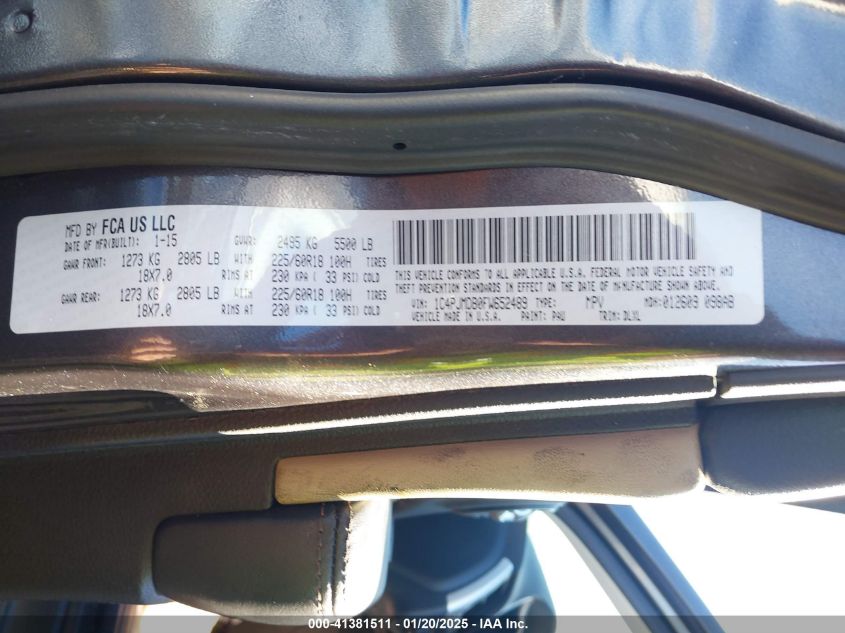 MFD BY FCA US LLC
DATE OF MFR(BUILT): 1-15 GVWR: 2495 KG 5500 LB
GAWR FRONT: 1273 KG 2805 LB WITH 225/60R18 100H TIRES
18X7.0 RIMS AT 230 KPA ( 33 PSI) COLD
GAWR REAR: 1273 KG 2805 LB WITH 225/60R18 100H TIRES
18X7.0 RIMS AT 230 KPA ( 33 PSI) COLD
THIS VEHICLE CONFORMS TO ALL APPLICABLE U.S.A. FEDERAL MOTOR VEHICLE SAFETY AND
THEFT PREVENTION STANDARDS IN EFFECT ON THE DATE OF MANUFACTURE SHOWN ABOVE.
VIN: 1C4PJMDB0FW652489 TYPE: MPV MDH:012609 098AB
VEHICLE MADE IN U.S.A. PAINT: PAU TRIM: DLXL
000-41381511 - 01/20/2025 - IAA Inc.